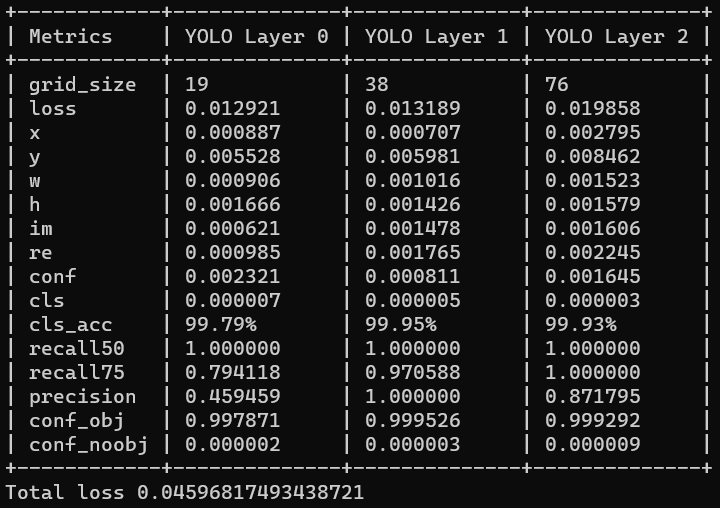 +------------+--------------+--------------+--------------+
| Metrics    | YOLO Layer 0 | YOLO Layer 1 | YOLO Layer 2 |
+------------+--------------+--------------+--------------+
| grid_size  | 19           | 38           | 76           |
| loss       | 0.012921     | 0.013189     | 0.019858     |
| x          | 0.000887     | 0.000707     | 0.002795     |
| y          | 0.005528     | 0.005981     | 0.008462     |
| w          | 0.000906     | 0.001016     | 0.001523     |
| h          | 0.001666     | 0.001426     | 0.001579     |
| im         | 0.000621     | 0.001478     | 0.001606     |
| re         | 0.000985     | 0.001765     | 0.002245     |
| conf       | 0.002321     | 0.000811     | 0.001645     |
| cls        | 0.000007     | 0.000005     | 0.000003     |
| cls_acc    | 99.79%       | 99.95%       | 99.93%       |
| recall50   | 1.000000     | 1.000000     | 1.000000     |
| recall75   | 0.794118     | 0.970588     | 1.000000     |
| precision  | 0.459459     | 1.000000     | 0.871795     |
| conf_obj   | 0.997871     | 0.999526     | 0.999292     |
| conf_noobj | 0.000002     | 0.000003     | 0.000009     |
+------------+--------------+--------------+--------------+
Total loss 0.04596817493438721